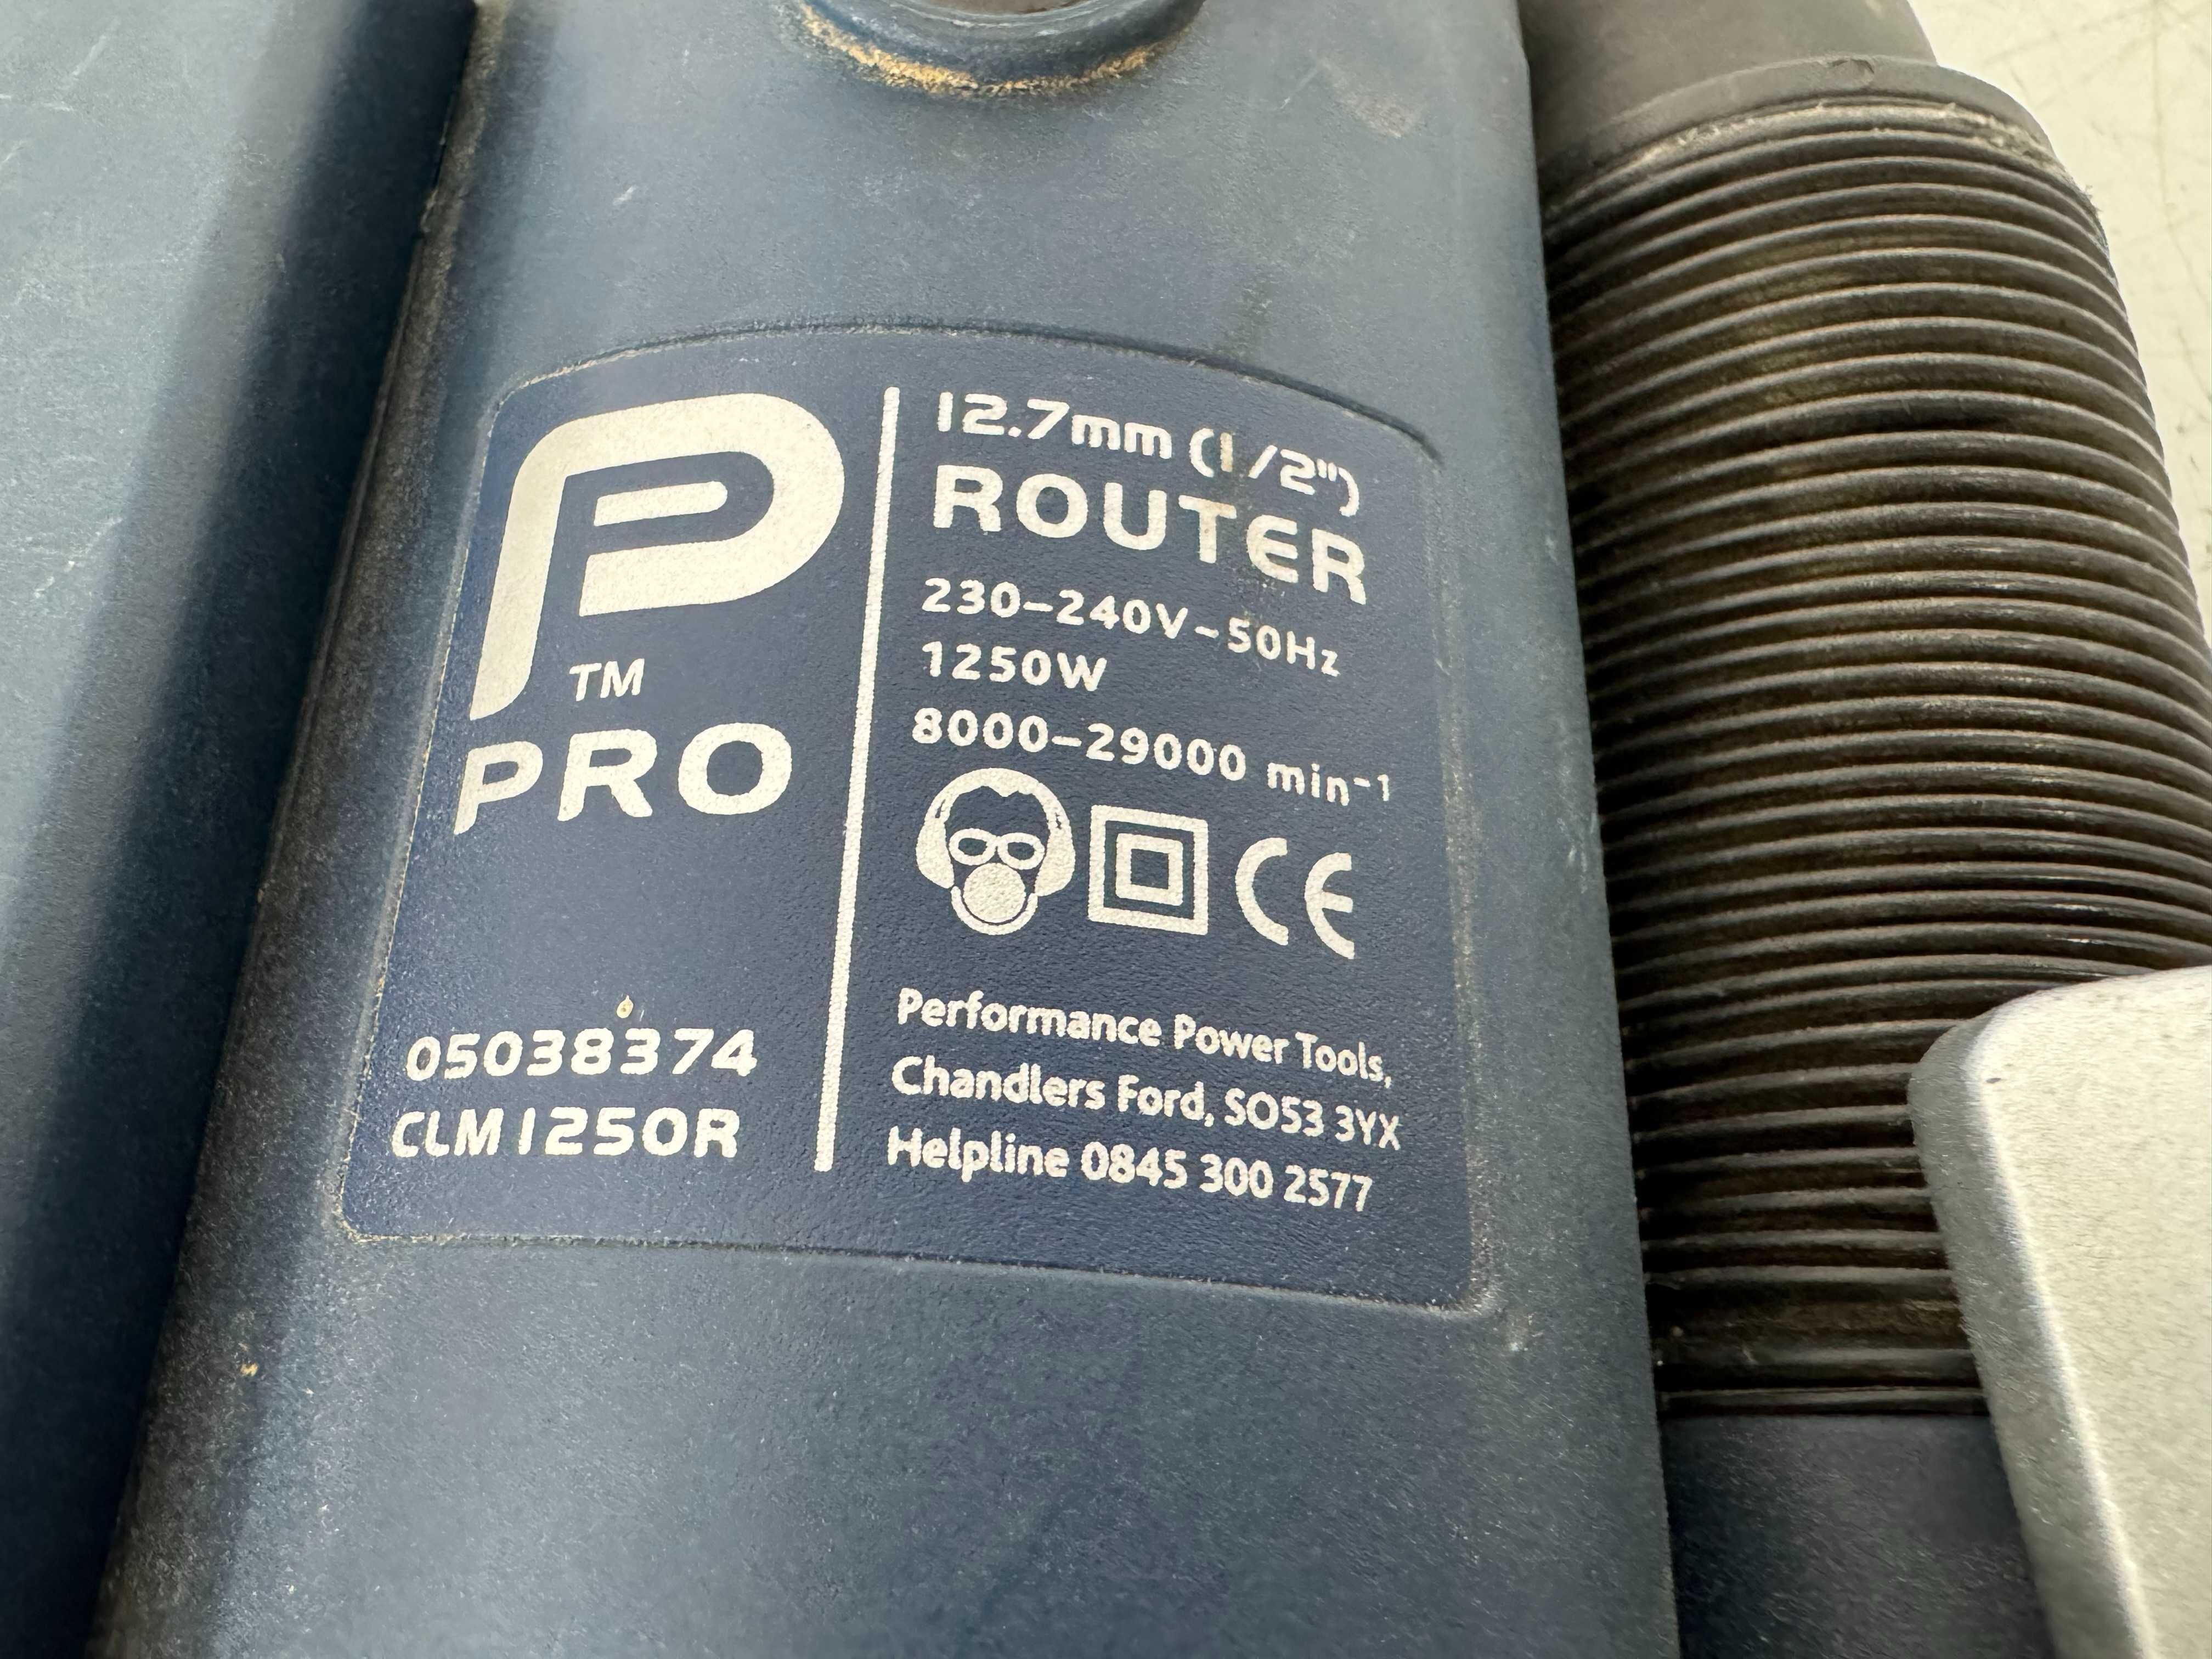 P
TM
PRO
05038374
CLM1250R
12.7mm (1/2")
ROUTER
230-240V~50Hz
1250W
8000-29000 min⁻¹
CE
Performance Power Tools,
Chandlers Ford, SO53 3YX
Helpline 0845 300 2577